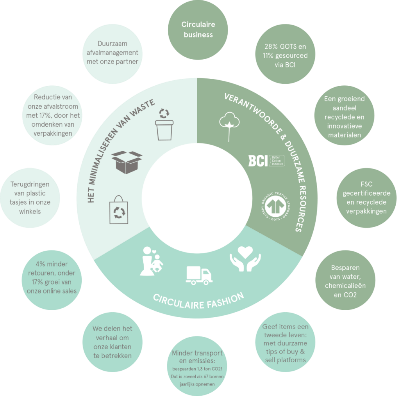 Circulaire
business
28% GOTS en
11% gesourced
via BCI
Een groeiend
aandeel
recyclede en
innovatieve
materialen
FSC
gecertificeerde
en recyclede
verpakkingen
Besparen
van water,
chemicaliën
en CO2
Geef items een
tweede leven:
met duurzame
tips of buy &
sell platforms
Minder transport
en emissies:
We delen het
verhaal om
onze klanten
te betrekken
4% minder
retouren, onder
17% groei van
onze online sales
Terugdringen
van plastic
tasjes in onze
winkels
Reductie van
onze afvalstroom
met 17%, door het
omdenken van
verpakkingen
Duurzaam
afvalmanagement
met onze partner
HET MINIMALISEREN VAN WASTE
VERANTWOORDE & DUURZAME RESOURCES
BCI
CIRCULAIRE FASHION